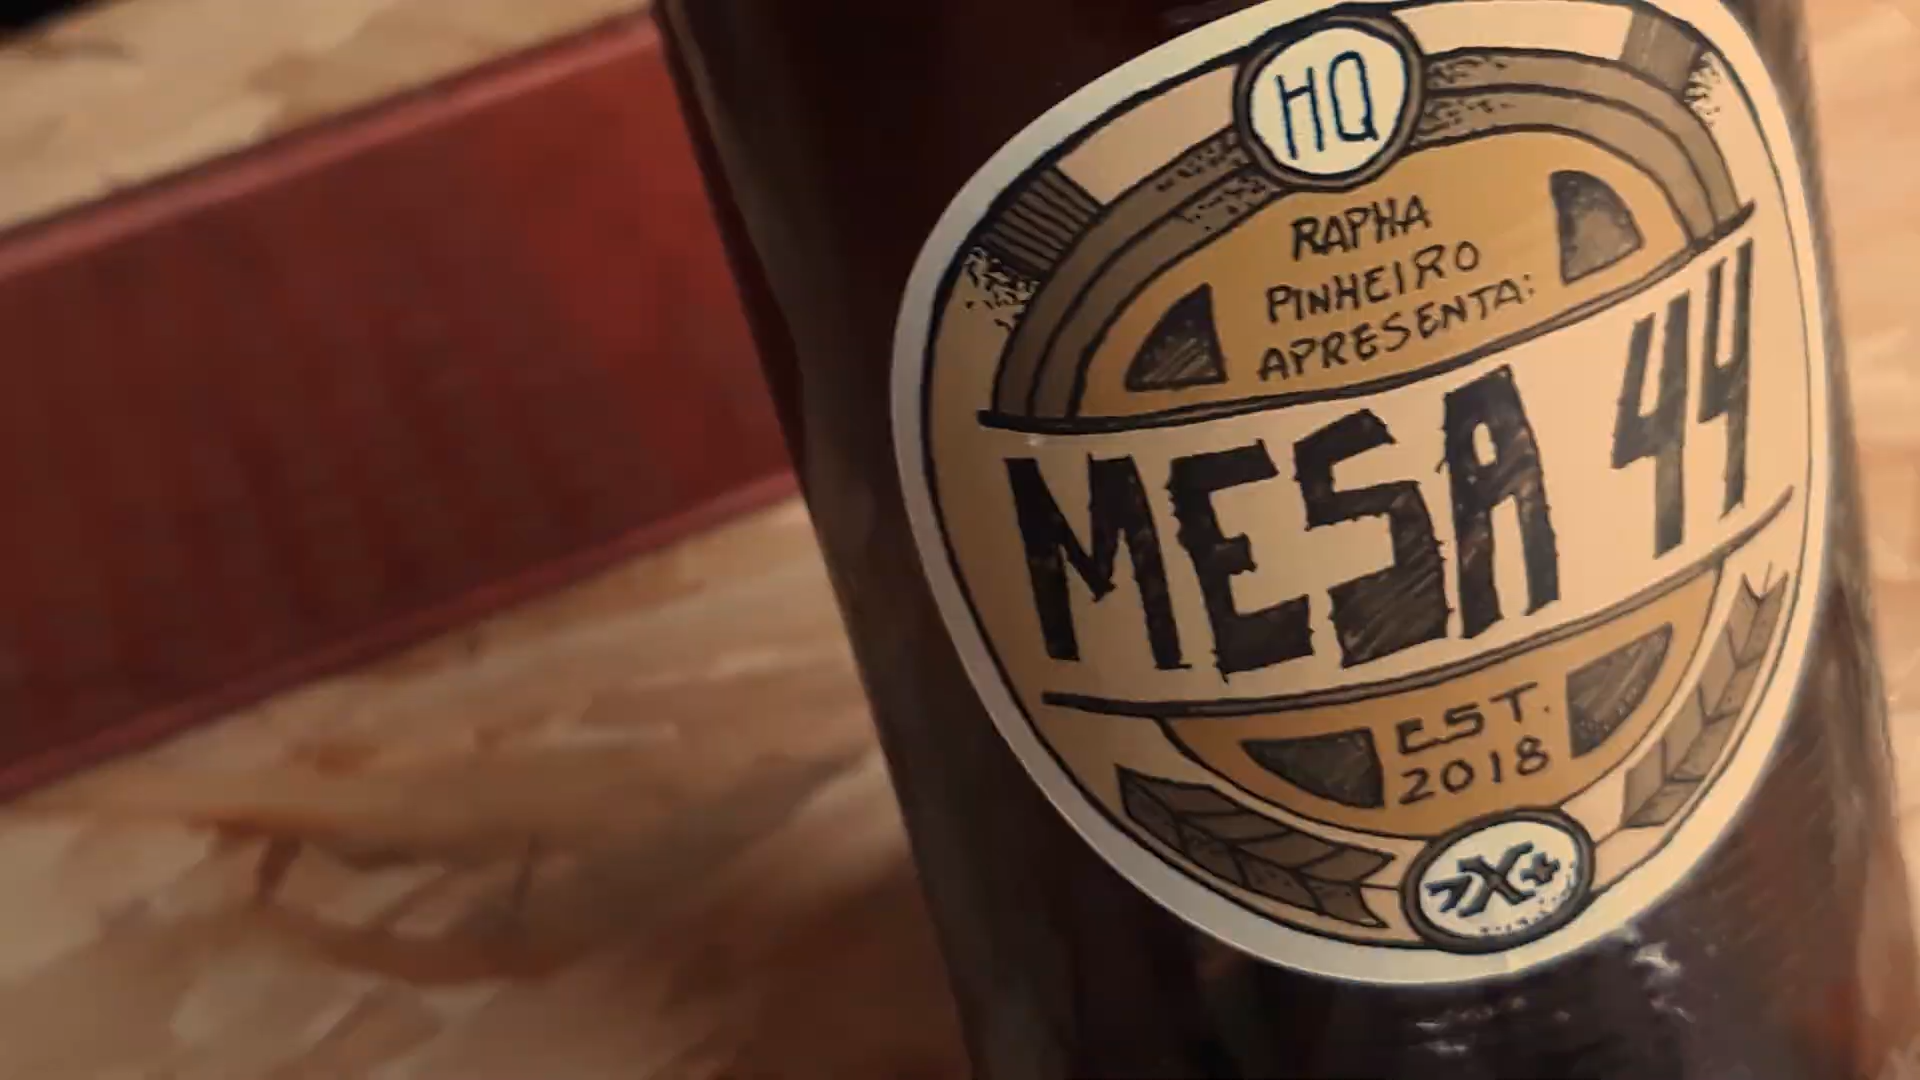 HQ
RAPHA
PINHEIRO
APRESENTA:
MESA 44
EST.
2018